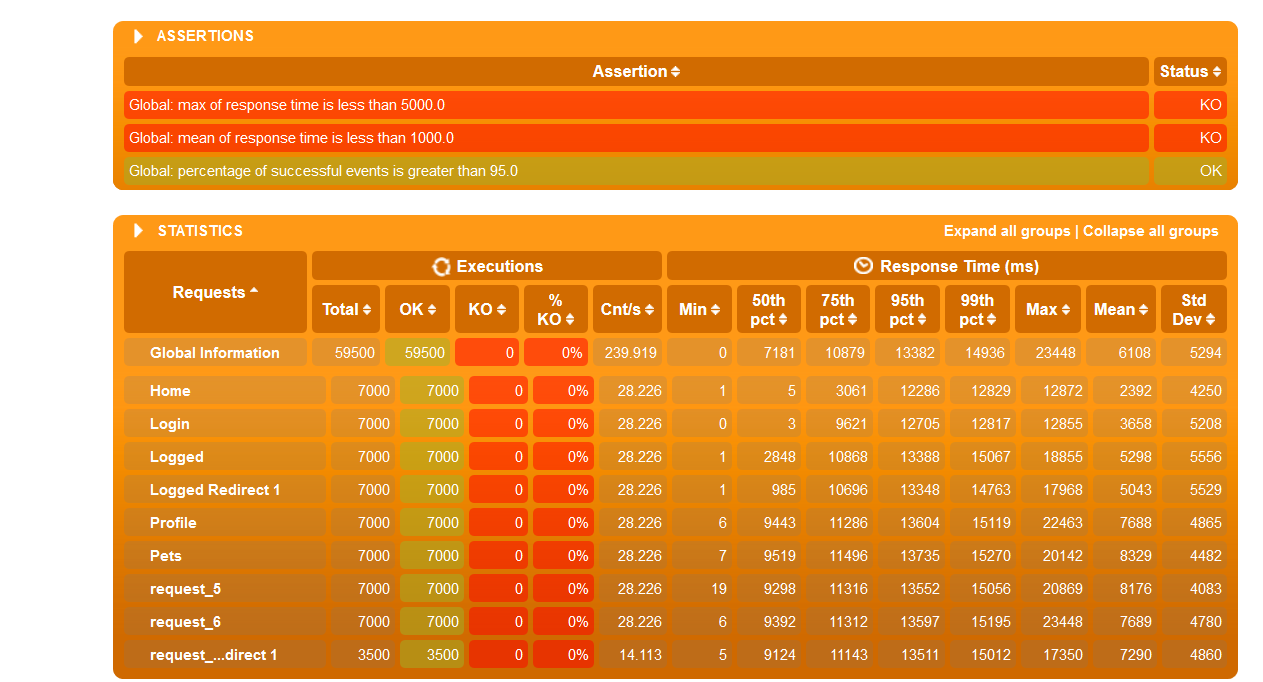 ASSERTIONS
Assertion Status
Global: max of response time is less than 5000.0 KO
Global: mean of response time is less than 1000.0 KO
Global: percentage of successful events is greater than 95.0 OK
STATISTICS Expand all groups | Collapse all groups
Requests Executions Response Time (ms)
Total OK KO % KO Cnt/s Min 50th pct 75th pct 95th pct 99th pct Max Mean Std Dev
Global Information 59500 59500 0 0% 239.919 0 7181 10879 13382 14936 23448 6108 5294
Home 7000 7000 0 0% 28.226 1 5 3061 12286 12829 12872 2392 4250
Login 7000 7000 0 0% 28.226 0 3 9621 12705 12817 12855 3658 5208
Logged 7000 7000 0 0% 28.226 1 2848 10868 13388 15067 18855 5298 5556
Logged Redirect 1 7000 7000 0 0% 28.226 1 985 10696 13348 14763 17968 5043 5529
Profile 7000 7000 0 0% 28.226 6 9443 11286 13604 15119 22463 7688 4865
Pets 7000 7000 0 0% 28.226 7 9519 11496 13735 15270 20142 8329 4482
request_5 7000 7000 0 0% 28.226 19 9298 11316 13552 15056 20869 8176 4083
request_6 7000 7000 0 0% 28.226 6 9392 11312 13597 15195 23448 7689 4780
request_...direct 1 3500 3500 0 0% 14.113 5 9124 11143 13511 15012 17350 7290 4860